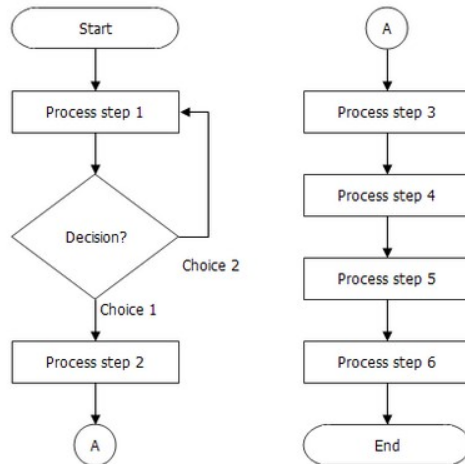 Start
Process step 1
Decision?
Choice 2
Choice 1
Process step 2
A
A
Process step 3
Process step 4
Process step 5
Process step 6
End